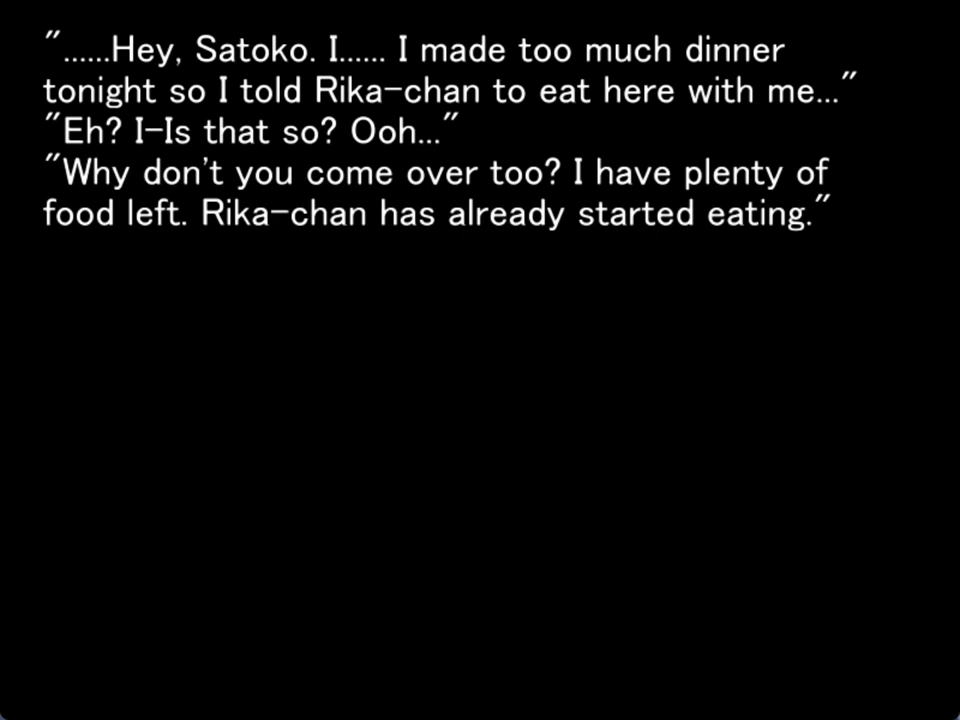 "......Hey, Satoko. I...... I made too much dinner
tonight so I told Rika-chan to eat here with me..."
"Eh? I-Is that so? Ooh..."
"Why don't you come over too? I have plenty of
food left. Rika-chan has already started eating."